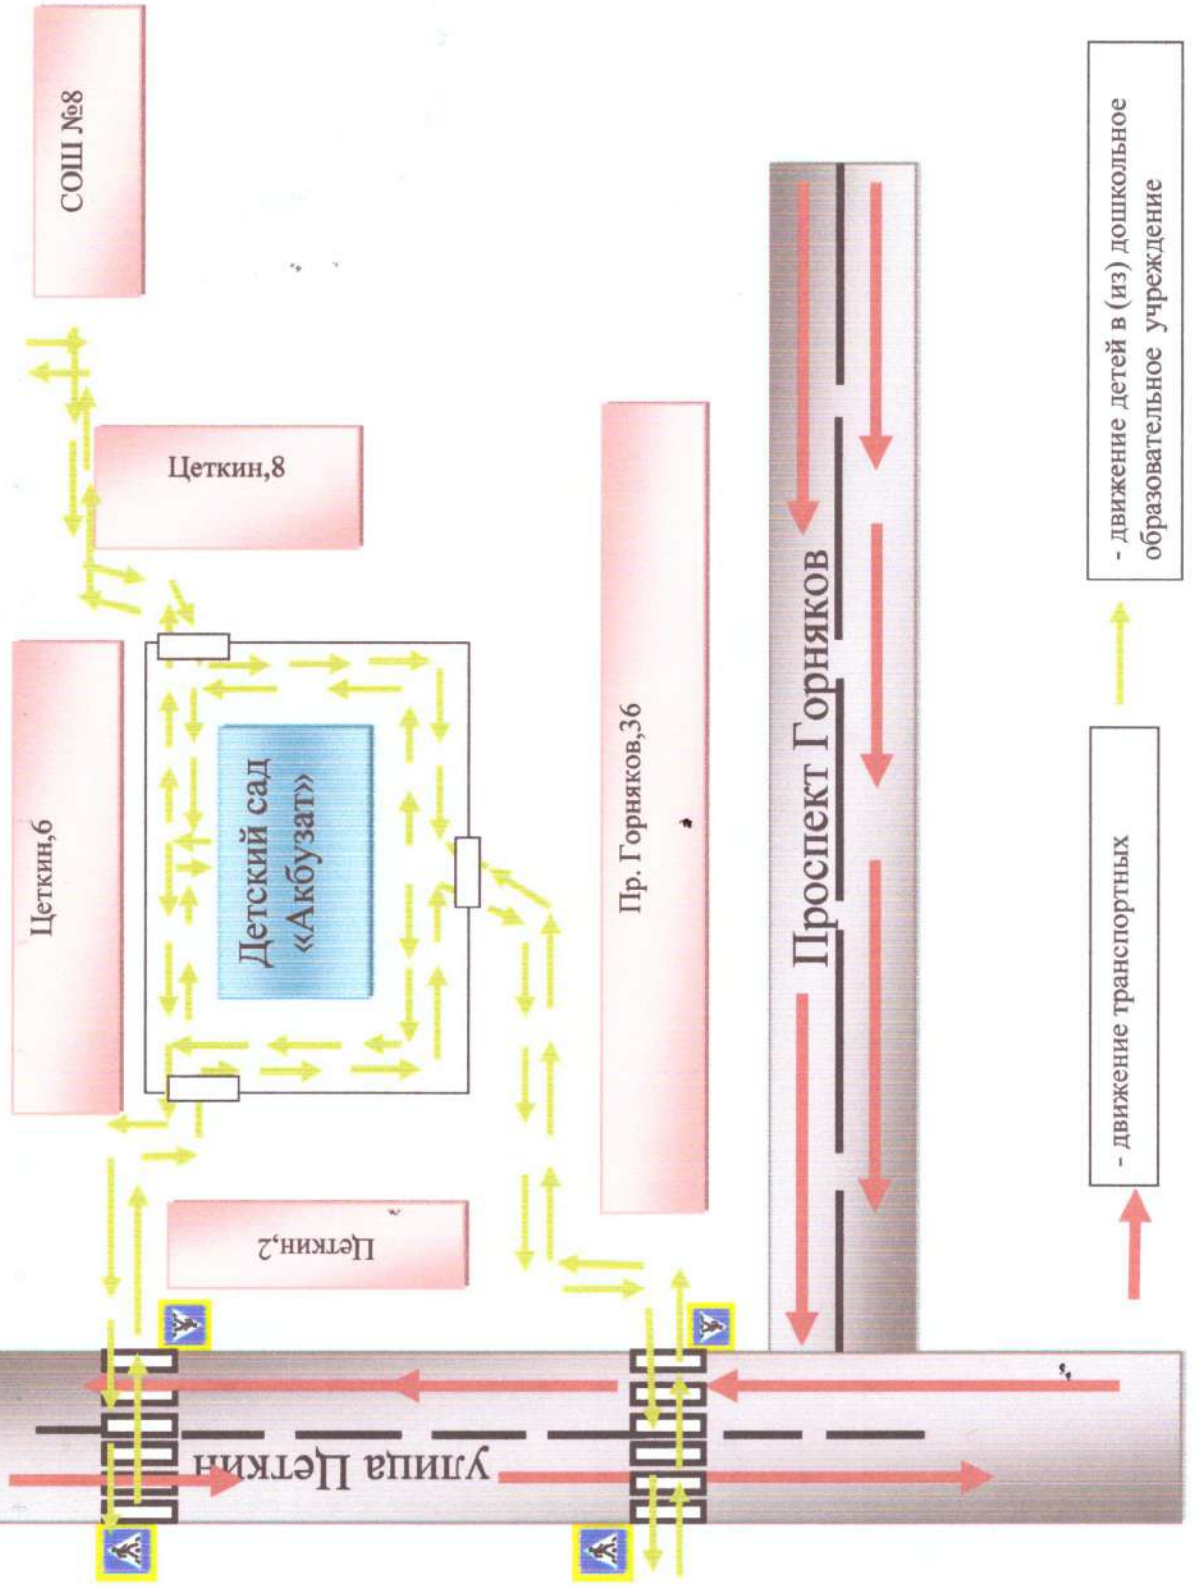 СОШ №8
Цеткин,8
Цеткин,6
Детский сад
«Акбузат»
Цеткин,2
Пр. Горняков,36
Проспект Горняков
улица Цеткин
- движение транспортных
- движение детей в (из) дошкольное
образовательное учреждение